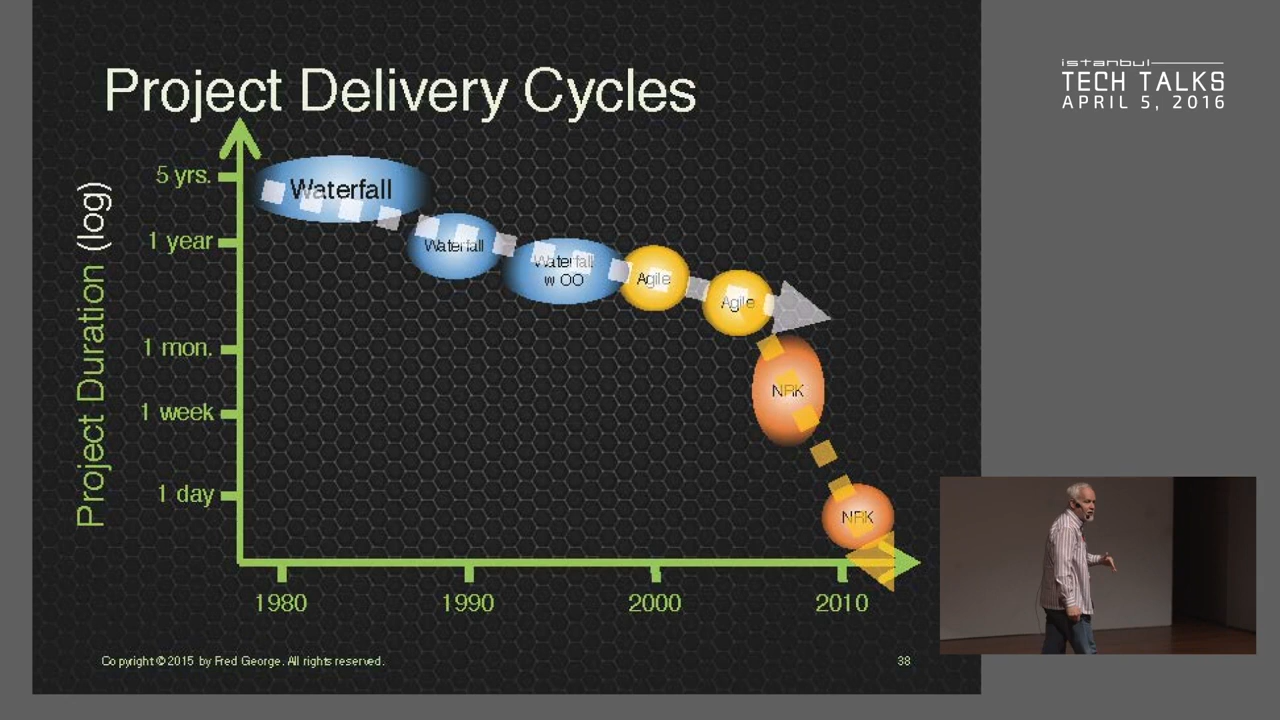 Project Delivery Cycles
istanbul
TECH TALKS
APRIL 5, 2016
Project Duration (log)
5 yrs.
1 year
1 mon.
1 week
1 day
Waterfall
Waterfall
Waterfall
w OO
Agile
Agile
NRK
NRK
1980
1990
2000
2010
Copyright © 2015 by Fred George. All rights reserved.
38